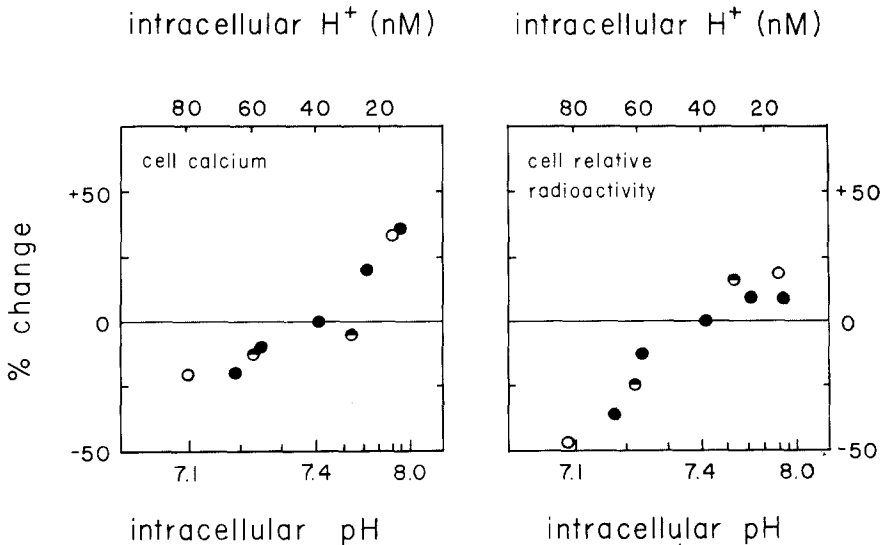 intracellular H+ (nM)
80 60 40 20
cell calcium
+50
0
-50
% change
7.1 7.4 8.0
intracellular pH
intracellular H+ (nM)
80 60 40 20
cell relative
radioactivity
+50
0
-50
7.1 7.4 8.0
intracellular pH